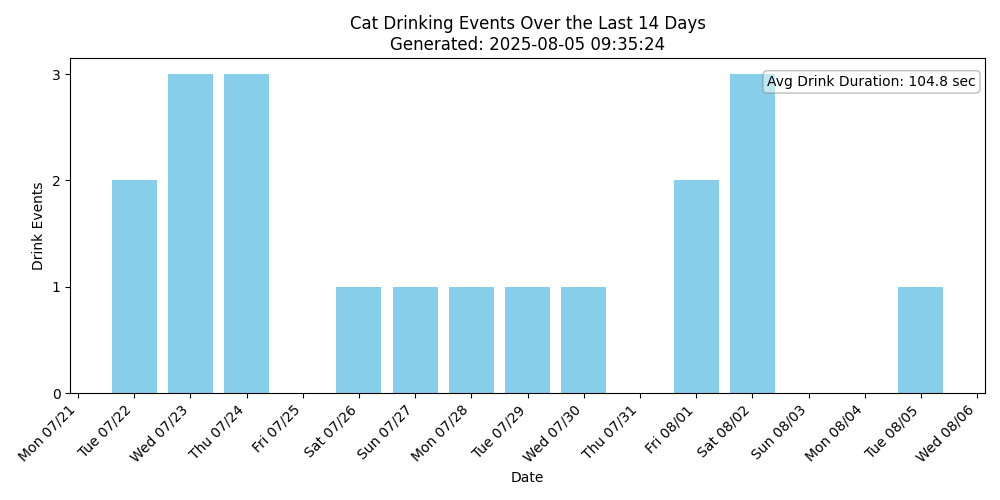 Cat Drinking Events Over the Last 14 Days
Generated: 2025-08-05 09:35:24
Avg Drink Duration: 104.8 sec
Drink Events
3
2
1
0
Mon 07/21
Tue 07/22
Wed 07/23
Thu 07/24
Fri 07/25
Sat 07/26
Sun 07/27
Mon 07/28
Tue 07/29
Wed 07/30
Thu 07/31
Fri 08/01
Sat 08/02
Sun 08/03
Mon 08/04
Tue 08/05
Wed 08/06
Date